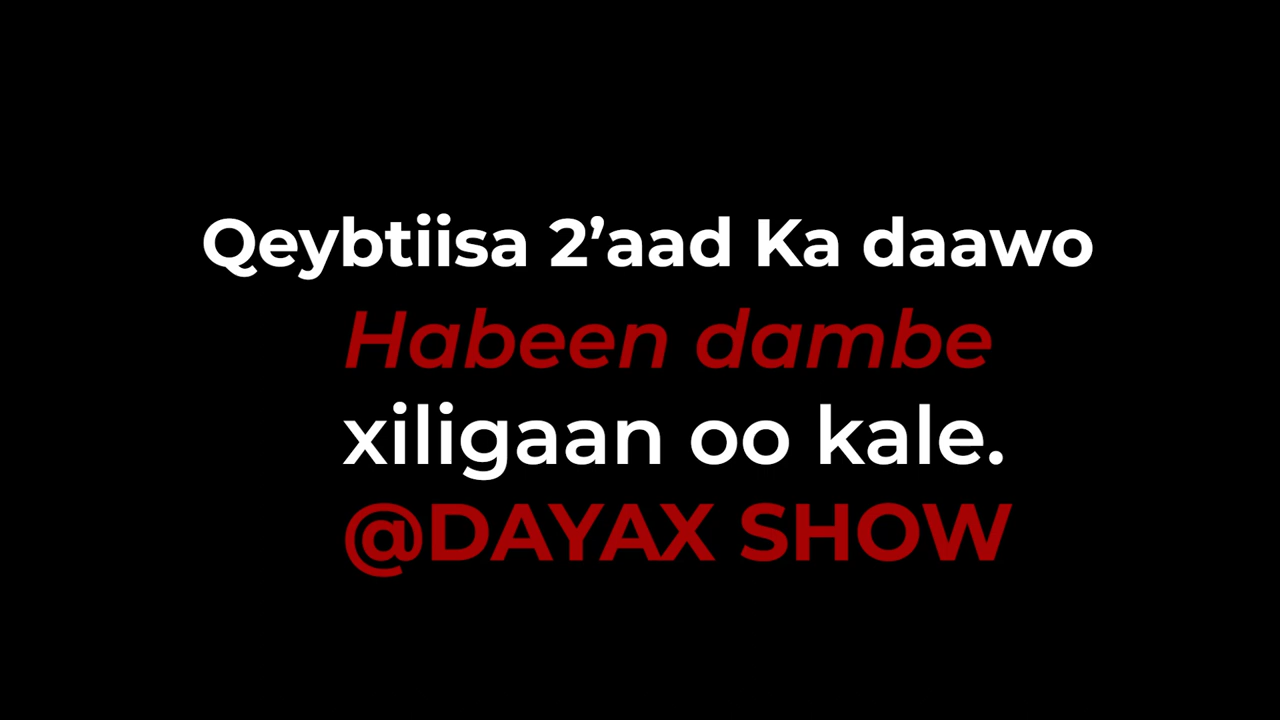 Qeybtiisa 2’aad Ka daawo
Habeen dambe
xiligaan oo kale.
@DAYAX SHOW